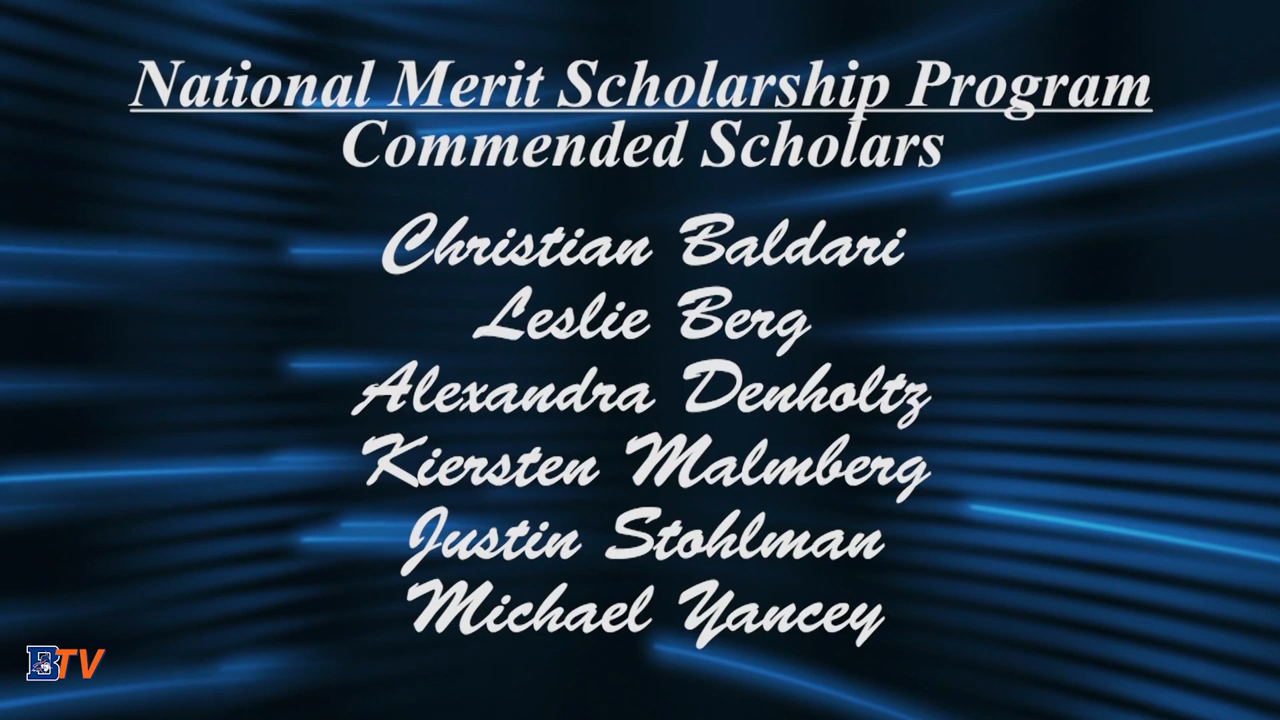 National Merit Scholarship Program
Commended Scholars
Christian Baldari
Leslie Berg
Alexandra Denholtz
Kiersten Malmberg
Justin Stohlman
Michael Yancey
BTV